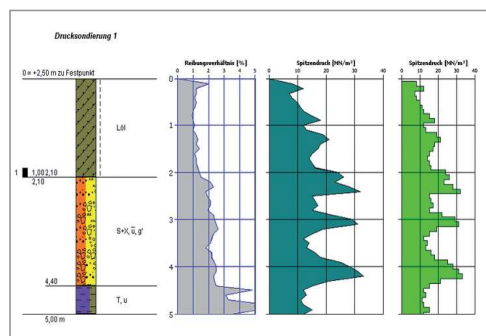 Drucksondierung 1
0 = +2,50 m zu Festpunkt
Reibungsverhältnis [%]
Spitzendruck [MN/m²]
Spitzendruck [MN/m²]
0 1 2 3 4 5
0 10 20 30 40
0 10 20 30 40
0
1
2
3
4
5
Löl
1 1,00 2,10
2,10
S+X, ū, g'
4,40
T, u
5,00 m